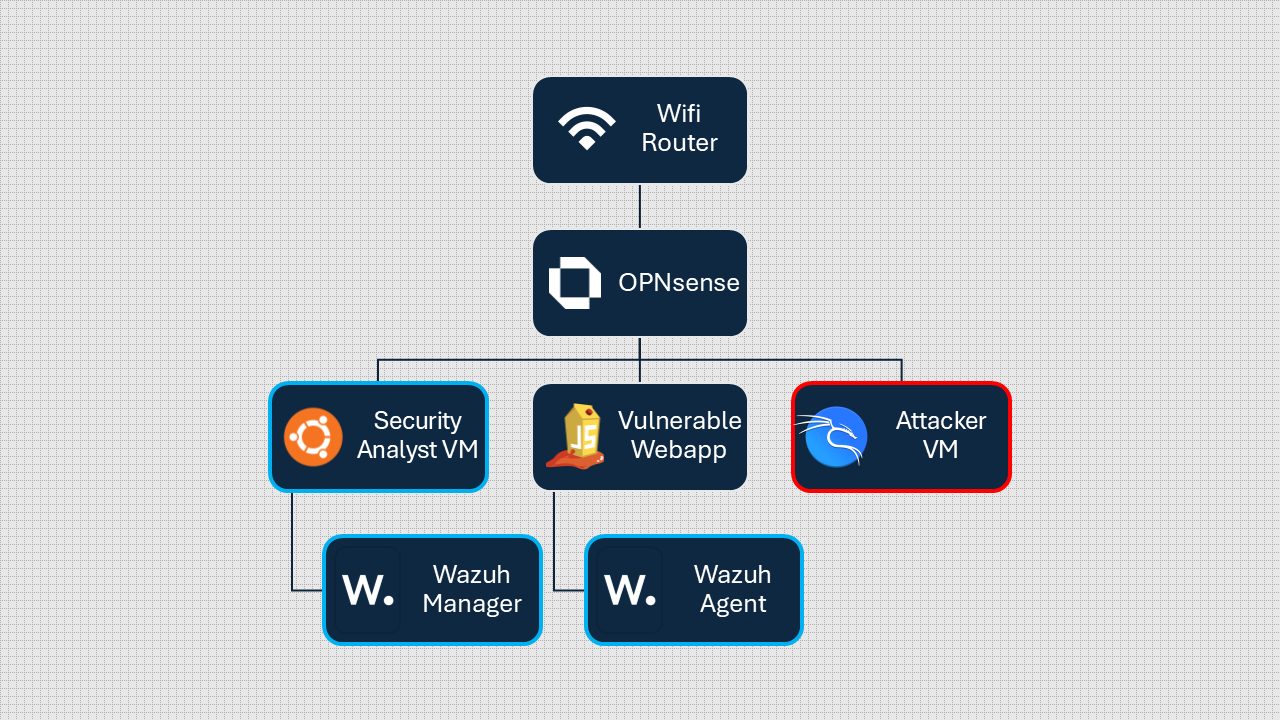 Wifi
Router
OPNsense
Security
Analyst VM
JS
Vulnerable
Webapp
Attacker
VM
W.
Wazuh
Manager
W.
Wazuh
Agent